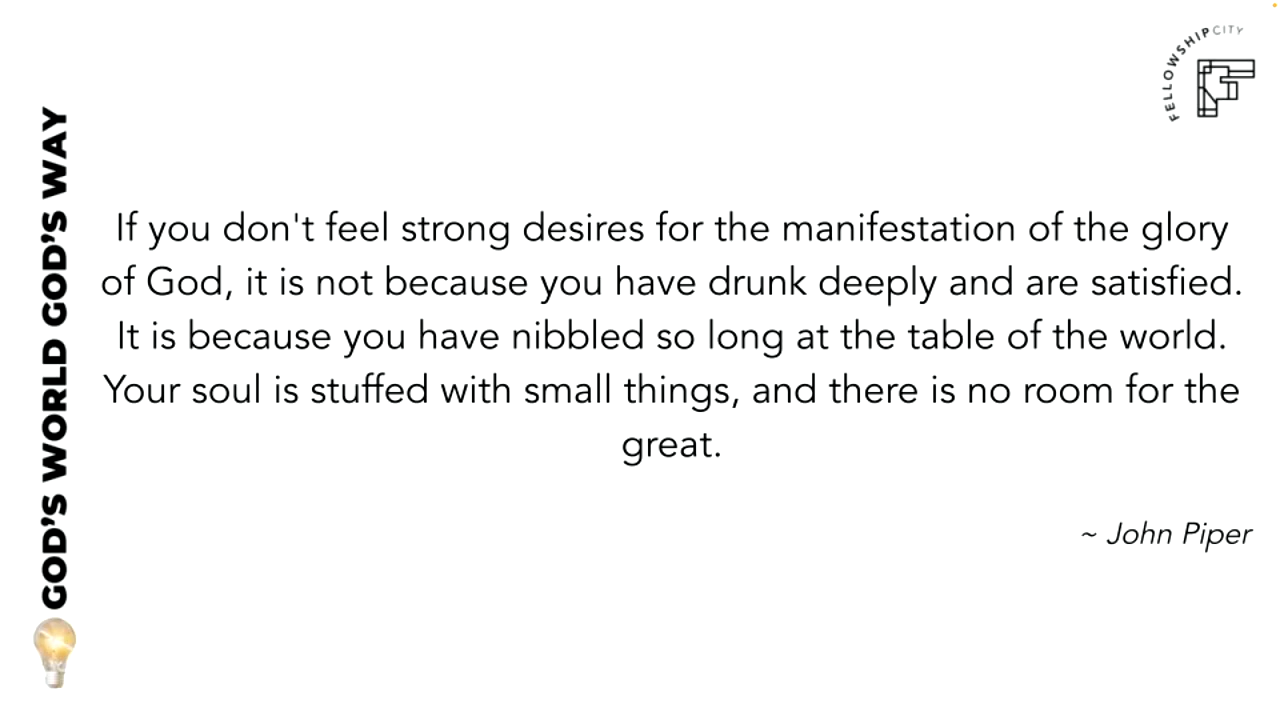 FELLOWSHIPCITY
GOD'S WORLD GOD'S WAY
If you don't feel strong desires for the manifestation of the glory
of God, it is not because you have drunk deeply and are satisfied.
It is because you have nibbled so long at the table of the world.
Your soul is stuffed with small things, and there is no room for the
great.
~ John Piper